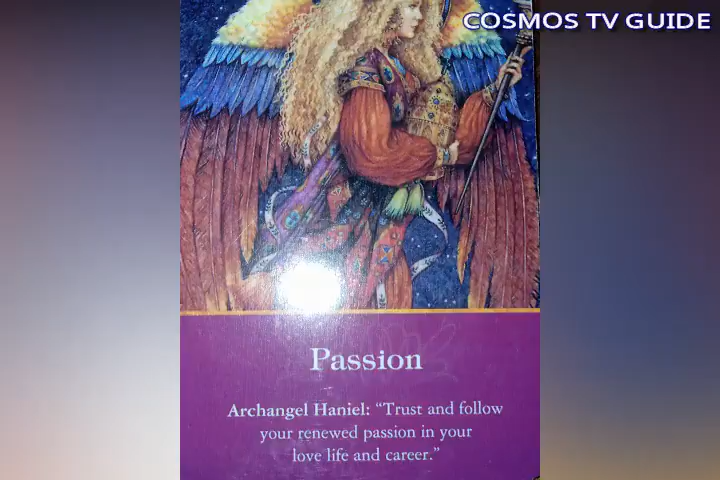 COSMOS TV GUIDE
Passion
Archangel Haniel: “Trust and follow
your renewed passion in your
love life and career.”